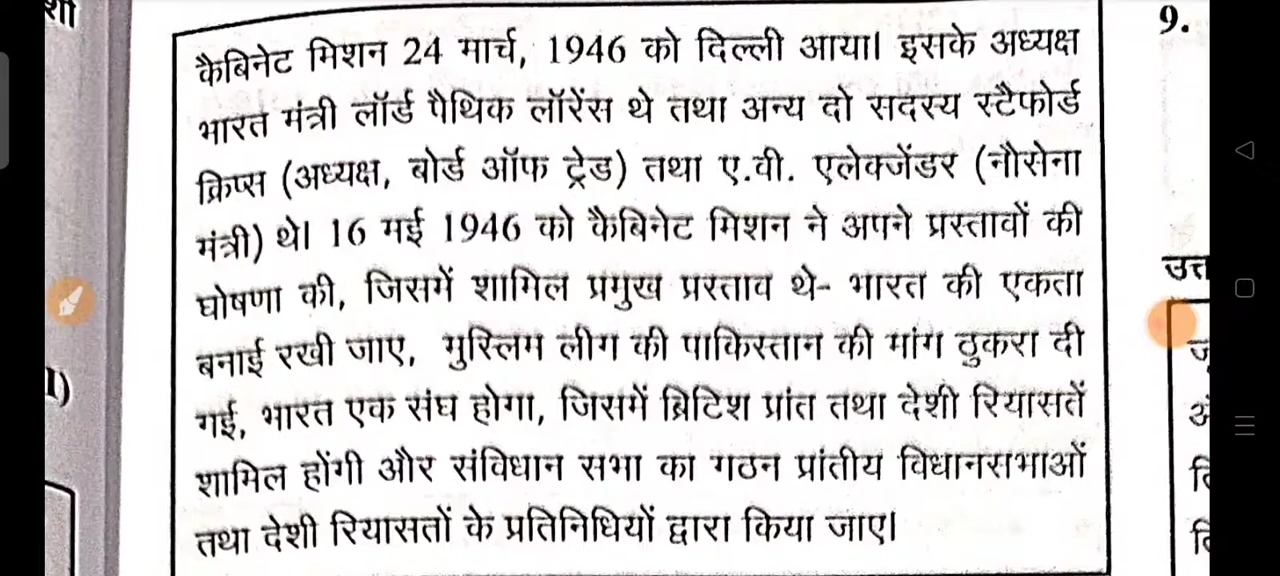 शी
9.
कैबिनेट मिशन 24 मार्च, 1946 को दिल्ली आया। इसके अध्यक्ष
भारत मंत्री लॉर्ड पैथिक लॉरेंस थे तथा अन्य दो सदस्य स्टैफोर्ड
क्रिप्स (अध्यक्ष, बोर्ड ऑफ ट्रेड) तथा ए.वी. एलेक्जेंडर (नौसेना
मंत्री) थे। 16 मई 1946 को कैबिनेट मिशन ने अपने प्रस्तावों की
घोषणा की, जिसमें शामिल प्रमुख प्रस्ताव थे- भारत की एकता
बनाई रखी जाए, मुस्लिम लीग की पाकिस्तान की मांग ठुकरा दी
गई, भारत एक संघ होगा, जिसमें ब्रिटिश प्रांत तथा देशी रियासतें
शामिल होंगी और संविधान सभा का गठन प्रांतीय विधानसभाओं
तथा देशी रियासतों के प्रतिनिधियों द्वारा किया जाए।
I)
उत्त